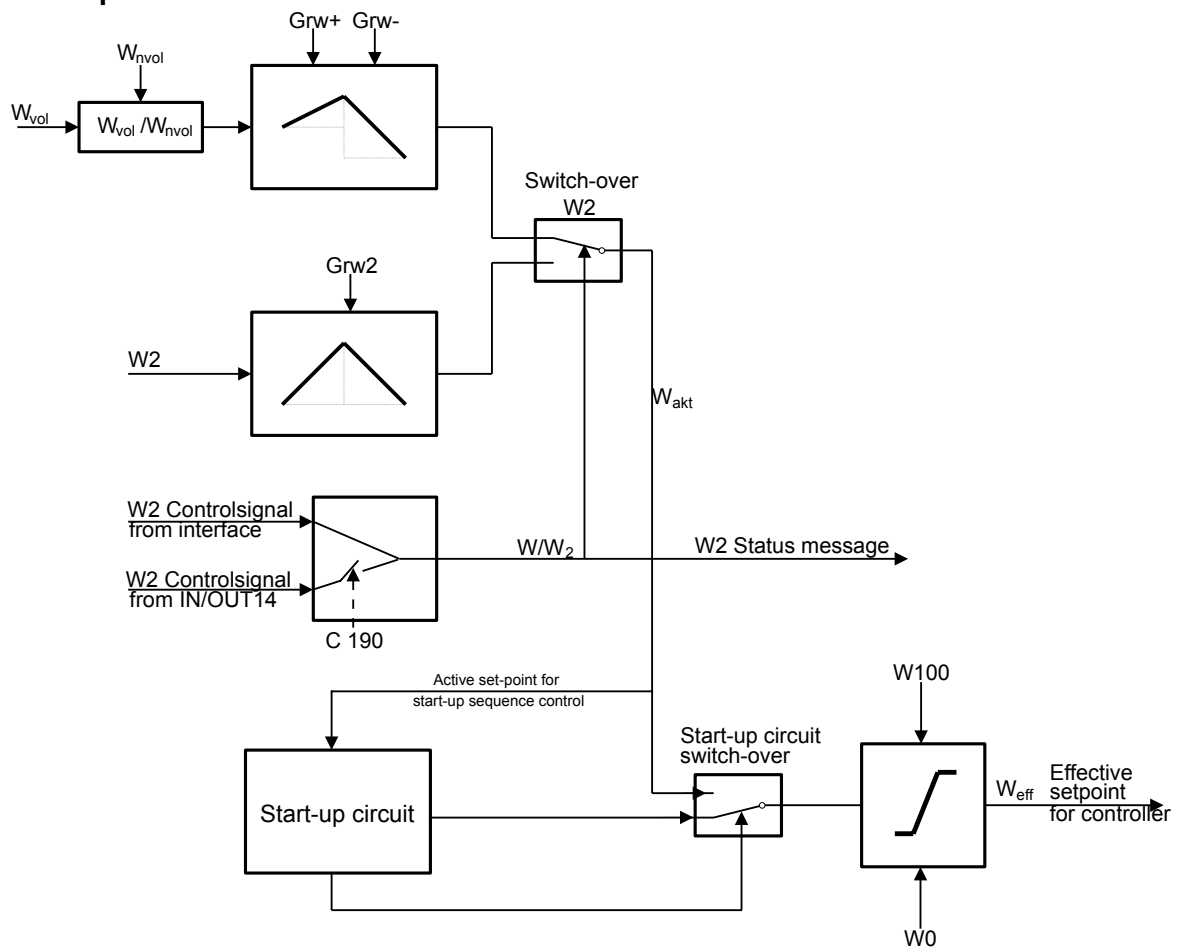 Grw+ Grw-
Wnvol
Wvol
Wvol /Wnvol
Switch-over
W2
Grw2
W2
Wakt
W2 Controlsignal
from interface
W/W2
W2 Status message
W2 Controlsignal
from IN/OUT14
C 190
Active set-point for
start-up sequence control
W100
Start-up circuit
switch-over
Start-up circuit
Weff
Effective
setpoint
for controller
W0